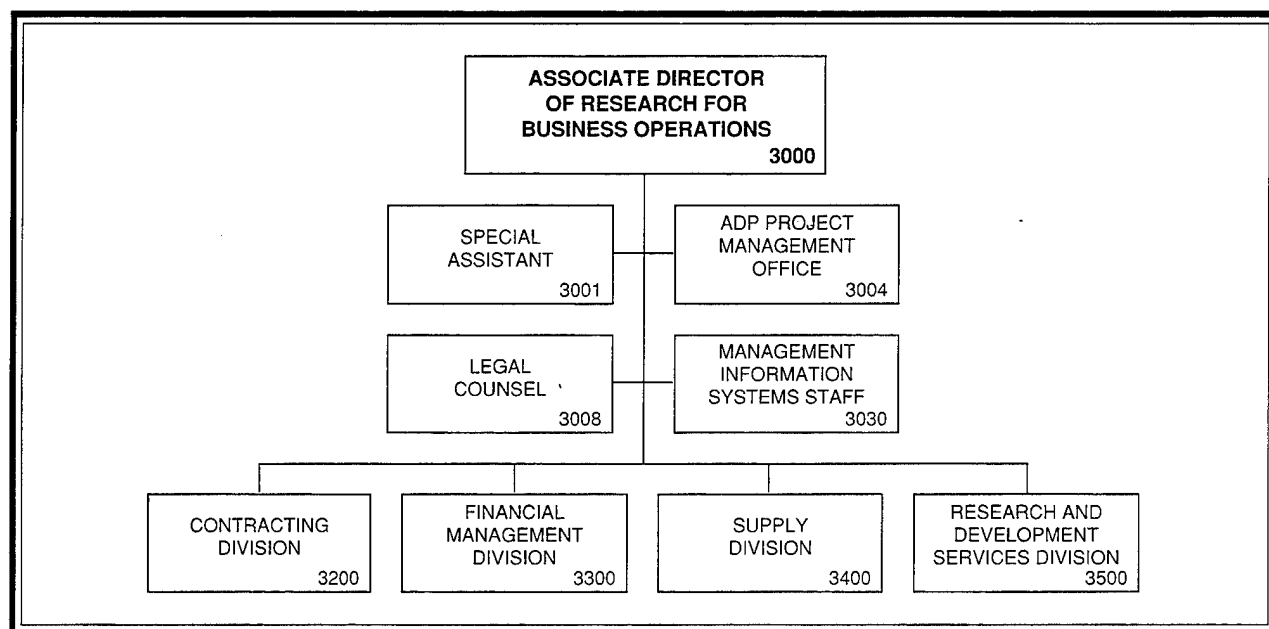 ASSOCIATE DIRECTOR
OF RESEARCH FOR
BUSINESS OPERATIONS
3000
SPECIAL
ASSISTANT
3001
ADP PROJECT
MANAGEMENT
OFFICE
3004
LEGAL
COUNSEL
3008
MANAGEMENT
INFORMATION
SYSTEMS STAFF
3030
CONTRACTING
DIVISION
3200
FINANCIAL
MANAGEMENT
DIVISION
3300
SUPPLY
DIVISION
3400
RESEARCH AND
DEVELOPMENT
SERVICES DIVISION
3500